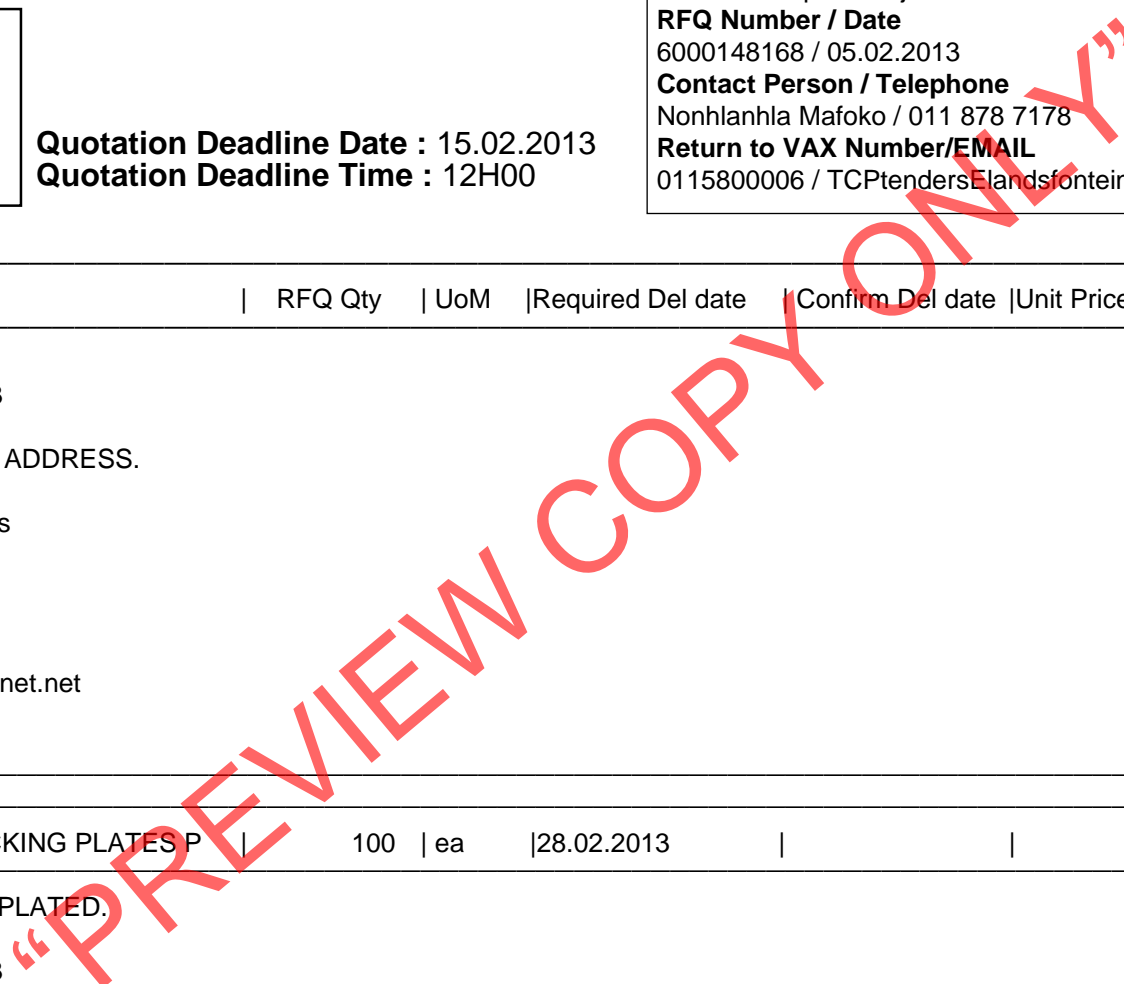 RFQ Number / Date
6000148168 / 05.02.2013
Contact Person / Telephone
Nonhlanhla Mafoko / 011 878 7178
Return to VAX Number/EMAIL
0115800006 / TCPtendersElandsfontein
Quotation Deadline Date : 15.02.2013
Quotation Deadline Time : 12H00
| RFQ Qty | UoM |Required Del date | Confirm Del date |Unit Price
ADDRESS.
s
net.net
CKING PLATES P | 100 | ea |28.02.2013 | |
PLATED.
“PREVIEW COPY ONLY”